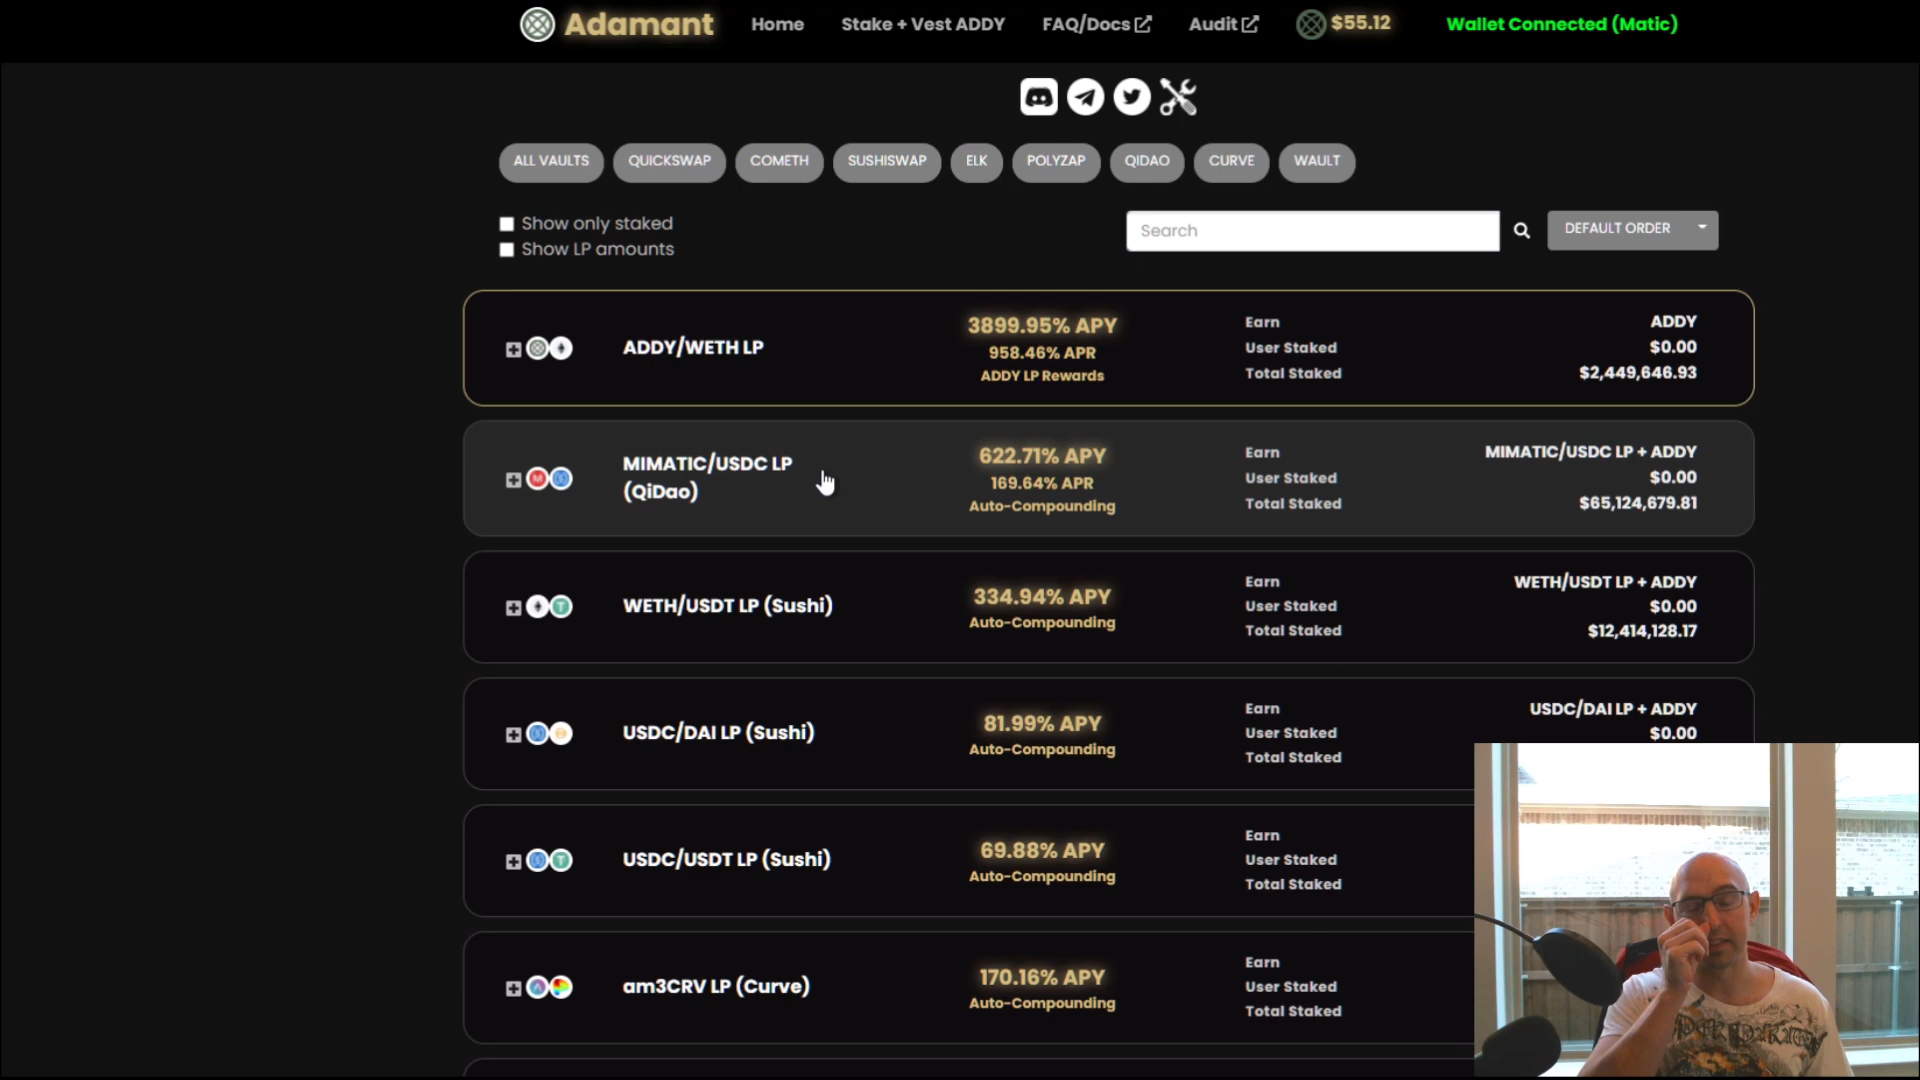 Adamant
Home
Stake + Vest ADDY
FAQ/Docs
Audit
$55.12
Wallet Connected (Matic)
ALL VAULTS
QUICKSWAP
COMETH
SUSHISWAP
ELK
POLYZAP
QIDAO
CURVE
WAULT
Show only staked
Show LP amounts
Search
DEFAULT ORDER
ADDY/WETH LP
3899.95% APY
958.46% APR
ADDY LP Rewards
Earn
User Staked
Total Staked
ADDY
$0.00
$2,449,646.93
MIMATIC/USDC LP
(QiDao)
622.71% APY
169.64% APR
Auto-Compounding
Earn
User Staked
Total Staked
MIMATIC/USDC LP + ADDY
$0.00
$65,124,679.81
WETH/USDT LP (Sushi)
334.94% APY
Auto-Compounding
Earn
User Staked
Total Staked
WETH/USDT LP + ADDY
$0.00
$12,414,128.17
USDC/DAI LP (Sushi)
81.99% APY
Auto-Compounding
Earn
User Staked
Total Staked
USDC/DAI LP + ADDY
$0.00
USDC/USDT LP (Sushi)
69.88% APY
Auto-Compounding
Earn
User Staked
Total Staked
am3CRV LP (Curve)
170.16% APY
Auto-Compounding
Earn
User Staked
Total Staked